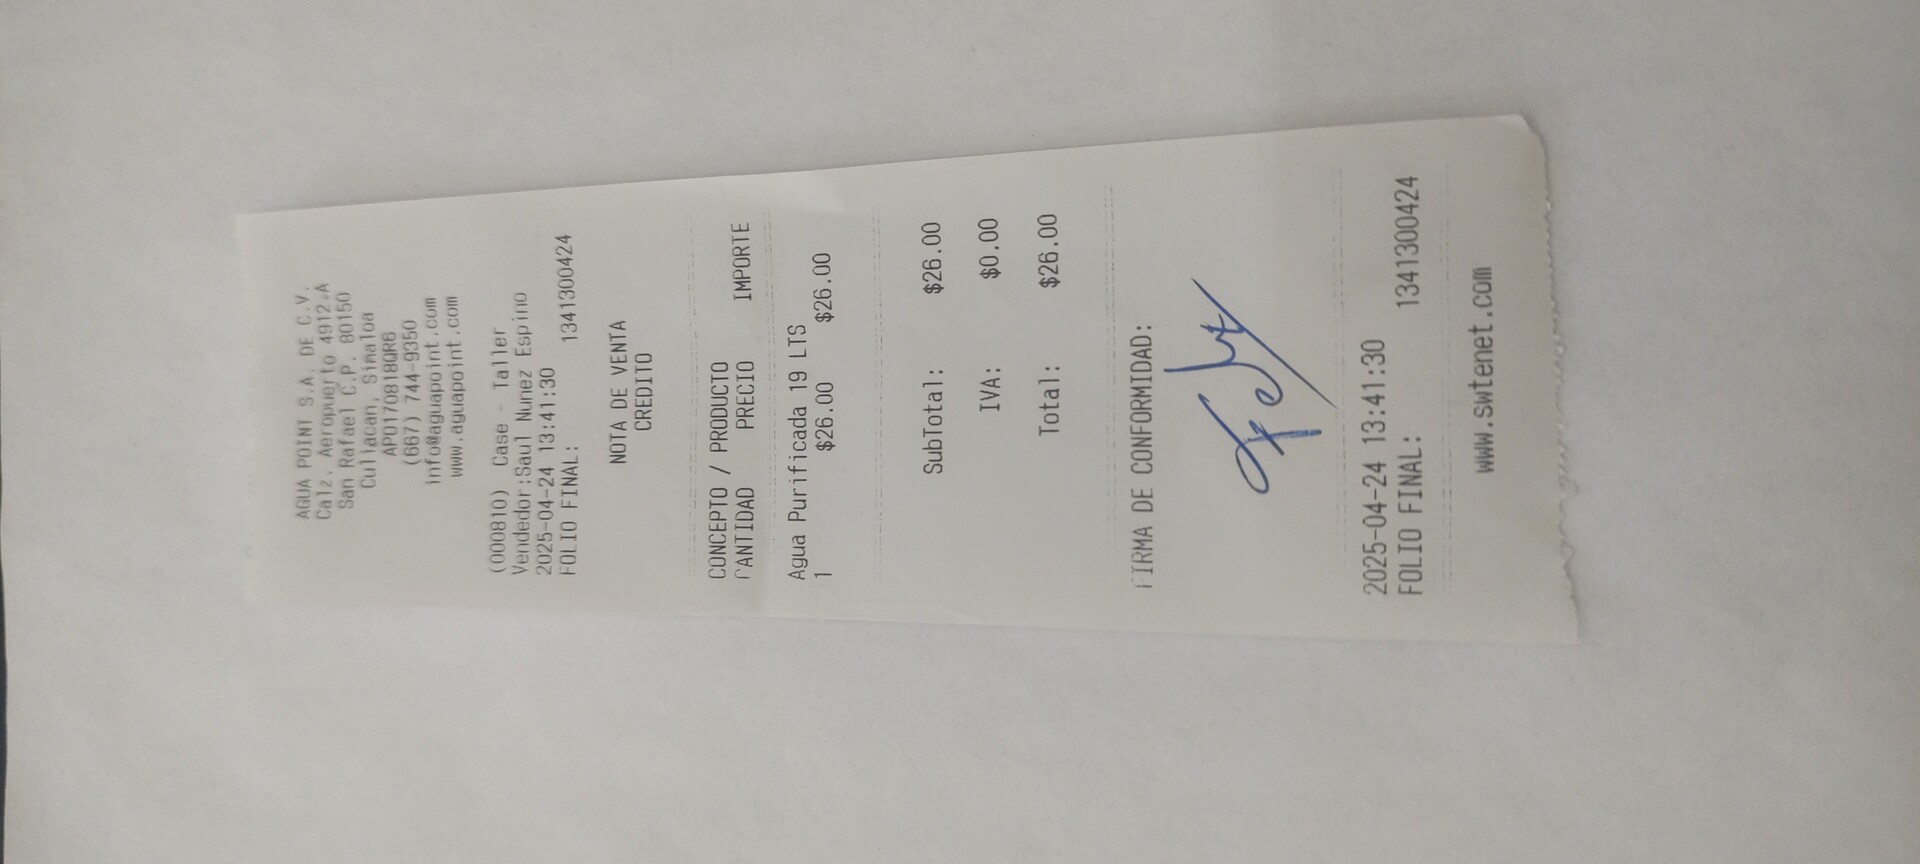 AGUA POINT S.A. DE C.V.
Calz. Aeropuerto 4912-A
San Rafael C.P. 80150
Culiacan, Sinaloa
APO170818QR6
(667) 744-9350
info@aguapoint.com
www.aguapoint.com
(000810) Case - Taller
Vendedor:Saul Nunez Espino
2025-04-24 13:41:30
FOLIO FINAL: 1341300424
NOTA DE VENTA
CREDITO
CONCEPTO / PRODUCTO
CANTIDAD PRECIO IMPORTE
Agua Purificada 19 LTS
1 $26.00 $26.00
SubTotal: $26.00
IVA: $0.00
Total: $26.00
FIRMA DE CONFORMIDAD:
2025-04-24 13:41:30
FOLIO FINAL: 1341300424
www.swtenet.com